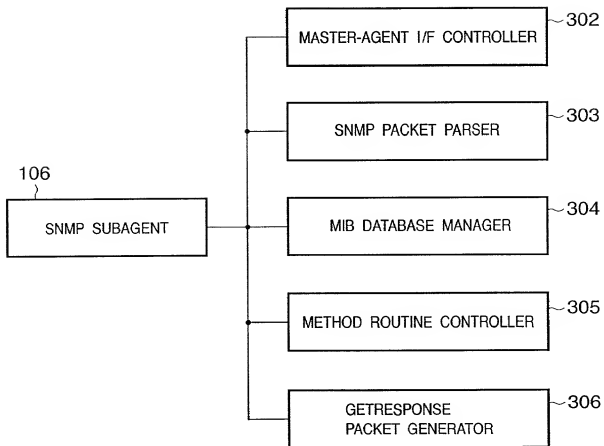 302
MASTER-AGENT I/F CONTROLLER
303
SNMP PACKET PARSER
106
SNMP SUBAGENT
304
MIB DATABASE MANAGER
305
METHOD ROUTINE CONTROLLER
306
GETRESPONSE
PACKET GENERATOR